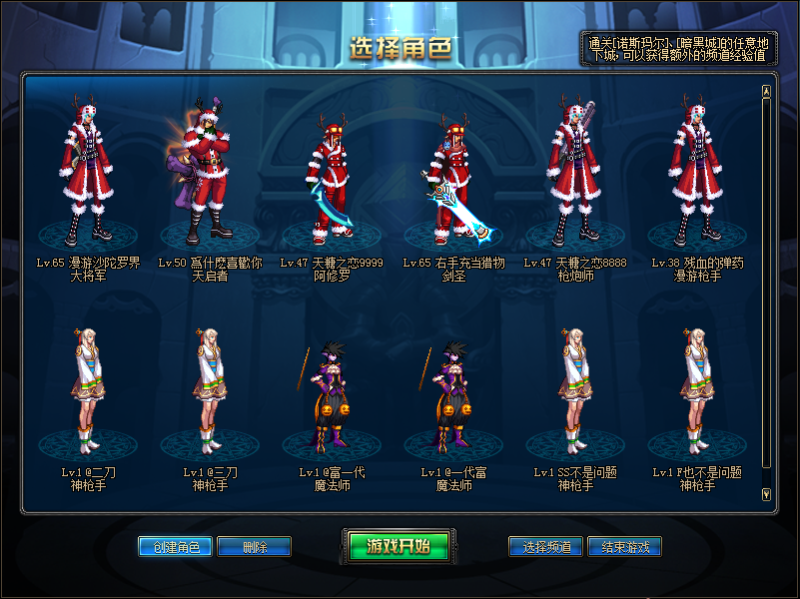 选择角色
通关[诺斯玛尔]、[暗黑城]的任意地
下城，可以获得额外的频道经验值
Lv.65 漫游沙陀罗界
大将军
Lv.50 爲什麽喜歡你
天启者
Lv.47 天糖之恋9999
阿修罗
Lv.65 右手充当猎物
剑圣
Lv.47 天糖之恋8888
枪炮师
Lv.38 残血的弹药
漫游枪手
Lv.1 @二刀
神枪手
Lv.1 @三刀
神枪手
Lv.1 @富一代
魔法师
Lv.1 @一代富
魔法师
Lv.1 SS不是问题
神枪手
Lv.1 F也不是问题
神枪手
创建角色
删除
游戏开始
选择频道
结束游戏